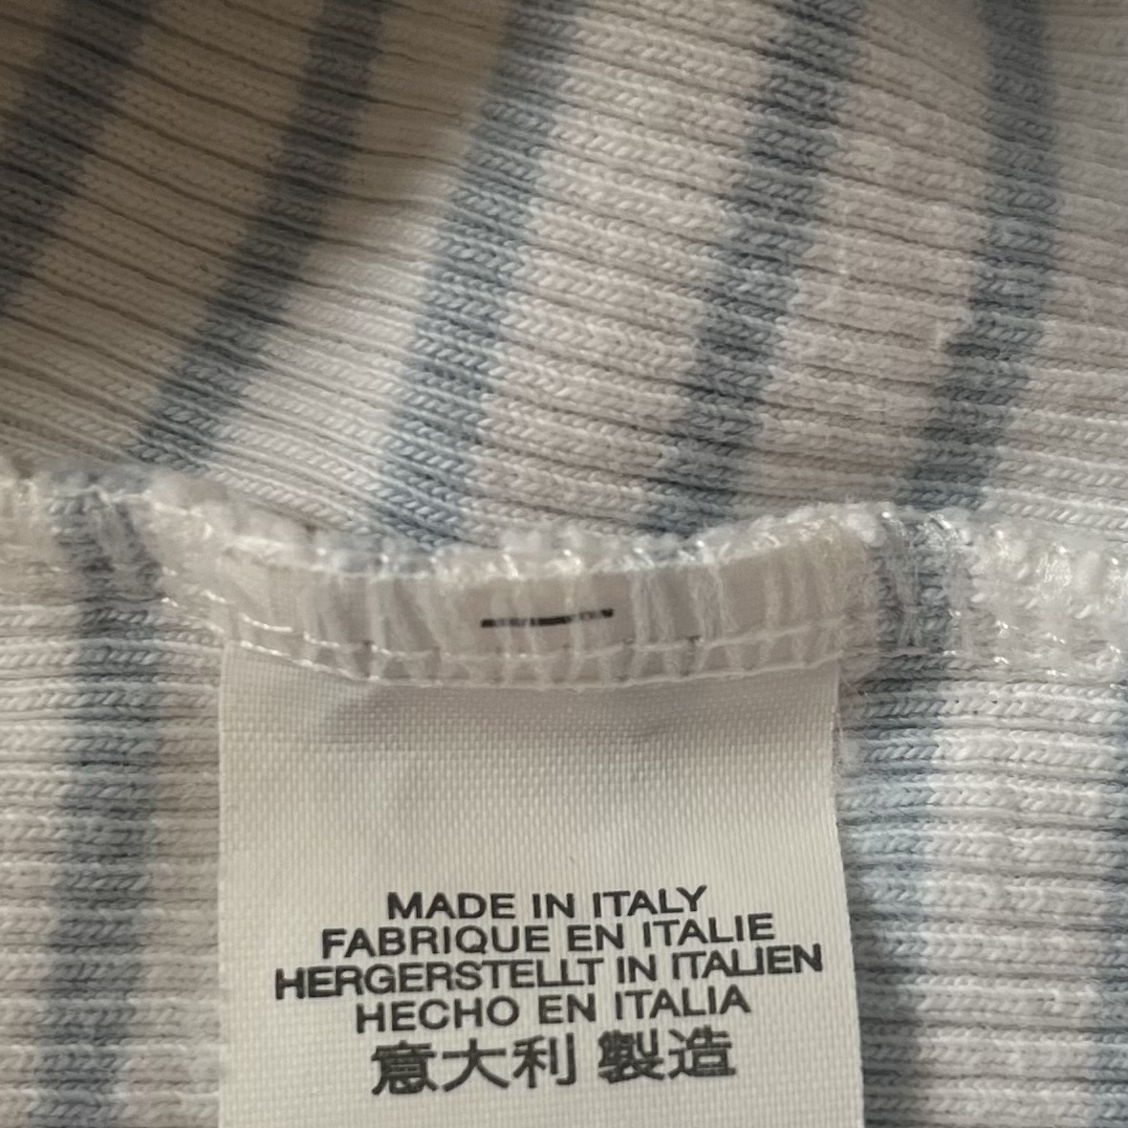 MADE IN ITALY
FABRIQUE EN ITALIE
HERGERSTELLT IN ITALIEN
HECHO EN ITALIA
意大利 製造